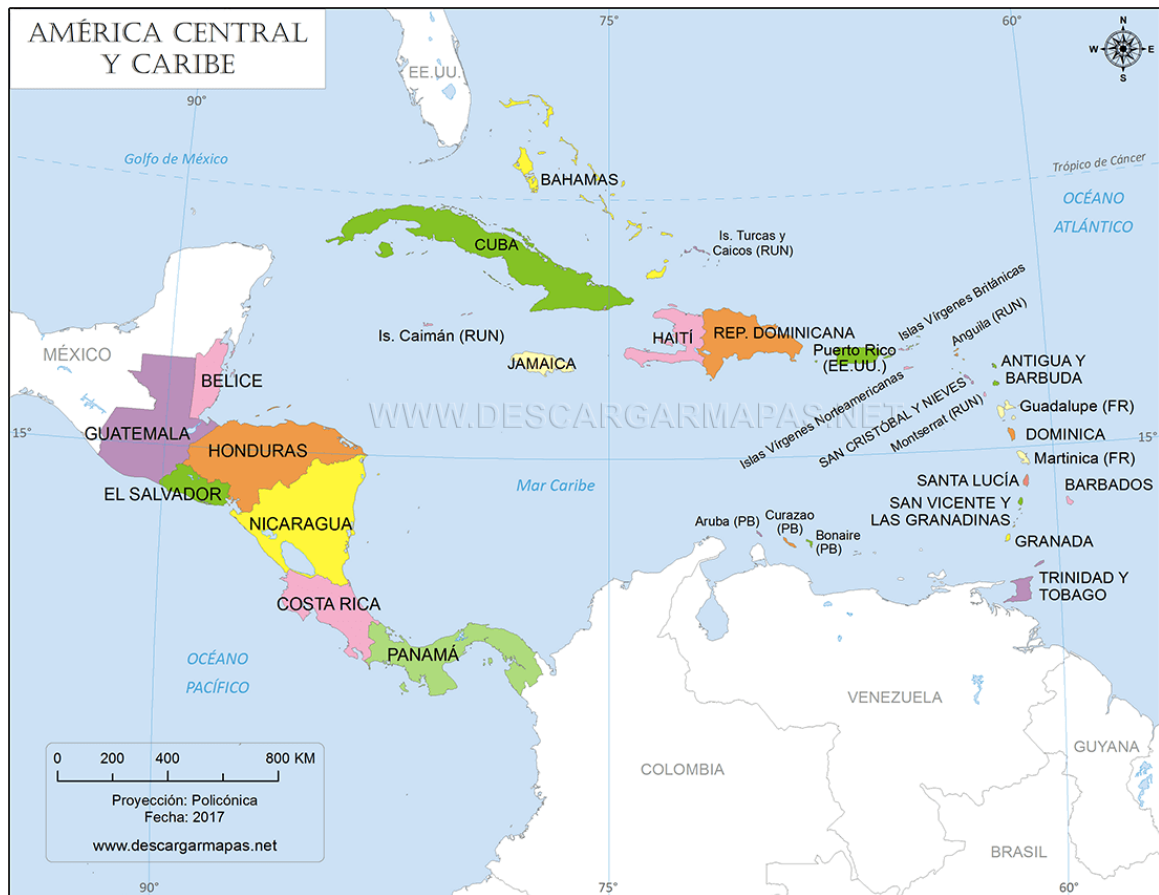 AMÉRICA CENTRAL
Y CARIBE
75°
60°
N
W
E
S
EE.UU.
90°
Golfo de México
Trópico de Cáncer
BAHAMAS
OCÉANO
ATLÁNTICO
CUBA
Is. Turcas y
Caicos (RUN)
Islas Vírgenes Británicas
Is. Caimán (RUN)
HAITÍ
REP. DOMINICANA
Anguila (RUN)
MÉXICO
JAMAICA
Puerto Rico
(EE.UU.)
ANTIGUA Y
BARBUDA
BELICE
Islas Vírgenes Norteamericanas
SAN CRISTÓBAL Y NIEVES
Montserrat (RUN)
WWW.DESCARGARMAPAS.NET
Guadalupe (FR)
15°
GUATEMALA
DOMINICA
15°
HONDURAS
Martinica (FR)
EL SALVADOR
Mar Caribe
SANTA LUCÍA
BARBADOS
NICARAGUA
SAN VICENTE Y
LAS GRANADINAS
Aruba (PB)
Curazao
(PB)
Bonaire
(PB)
GRANADA
COSTA RICA
TRINIDAD Y
TOBAGO
PANAMÁ
OCÉANO
PACÍFICO
VENEZUELA
GUYANA
COLOMBIA
0 200 400 800 KM
Proyección: Policónica
Fecha: 2017
www.descargarmapas.net
BRASIL
90°
75°
60°